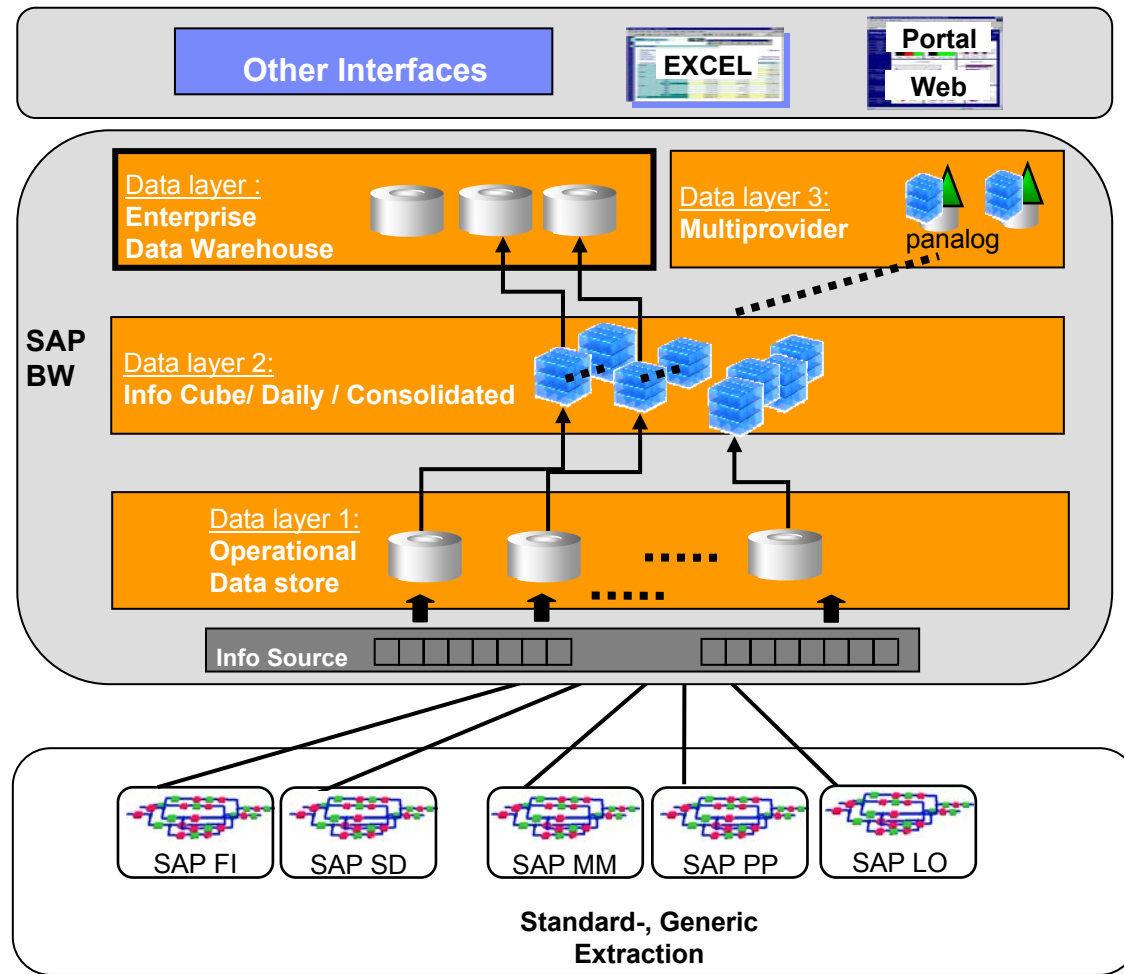 Other Interfaces
EXCEL
Portal
Web
Data layer :
Enterprise
Data Warehouse
Data layer 3:
Multiprovider
panalog
SAP
BW
Data layer 2:
Info Cube/ Daily / Consolidated
Data layer 1:
Operational
Data store
Info Source
SAP FI
SAP SD
SAP MM
SAP PP
SAP LO
Standard-, Generic
Extraction